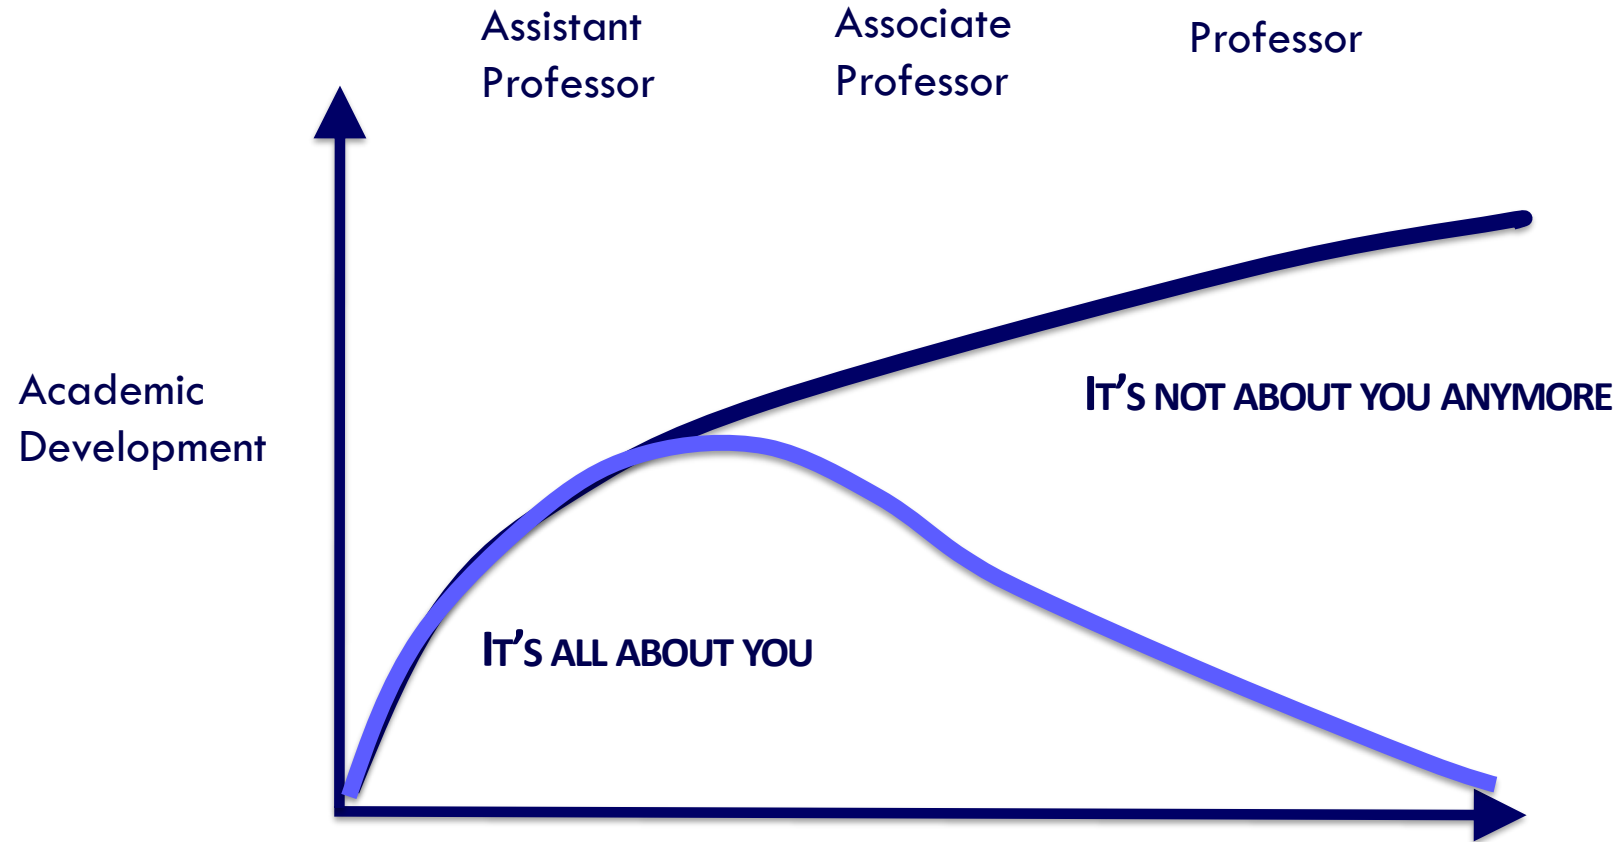 Assistant
Professor
Associate
Professor
Professor
Academic
Development
IT'S NOT ABOUT YOU ANYMORE
IT'S ALL ABOUT YOU